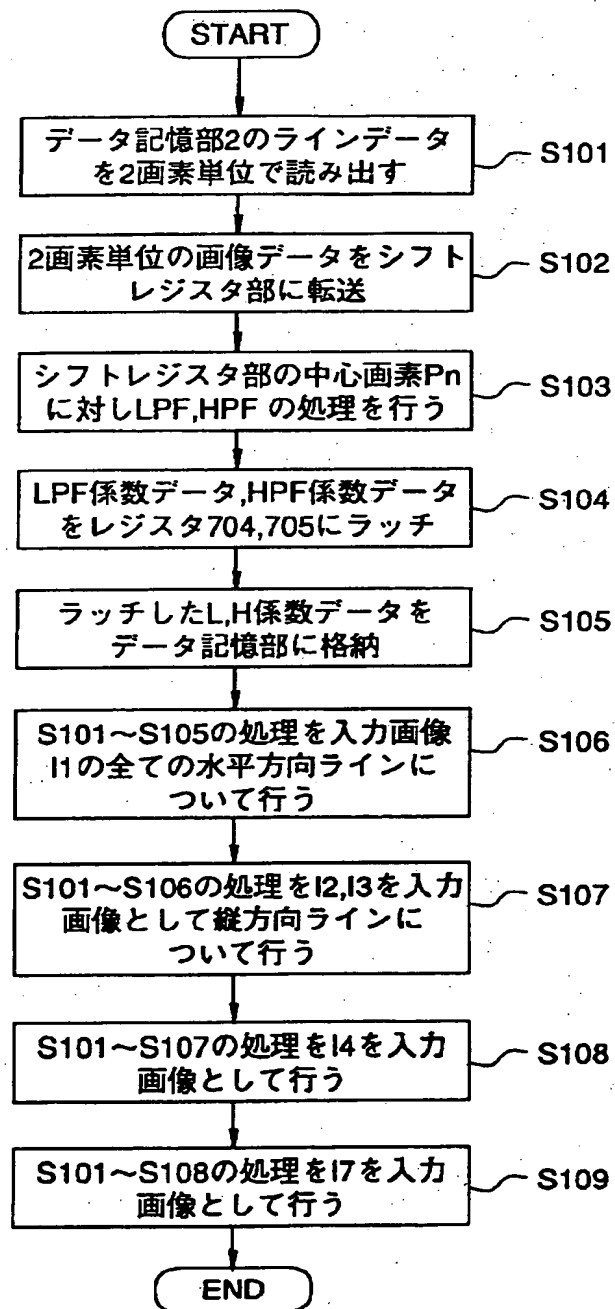 START
データ記憶部2のラインデータ
を2画素単位で読み出す
S101
2画素単位の画像データをシフト
レジスタ部に転送
S102
シフトレジスタ部の中心画素Pn
に対しLPF,HPF の処理を行う
S103
LPF係数データ,HPF係数データ
をレジスタ704,705にラッチ
S104
ラッチしたL,H係数データを
データ記憶部に格納
S105
S101～S105の処理を入力画像
I1の全ての水平方向ラインに
ついて行う
S106
S101～S106の処理をI2,I3を入力
画像として縦方向ラインに
ついて行う
S107
S101～S107の処理をI4を入力
画像として行う
S108
S101～S108の処理をI7を入力
画像として行う
S109
END